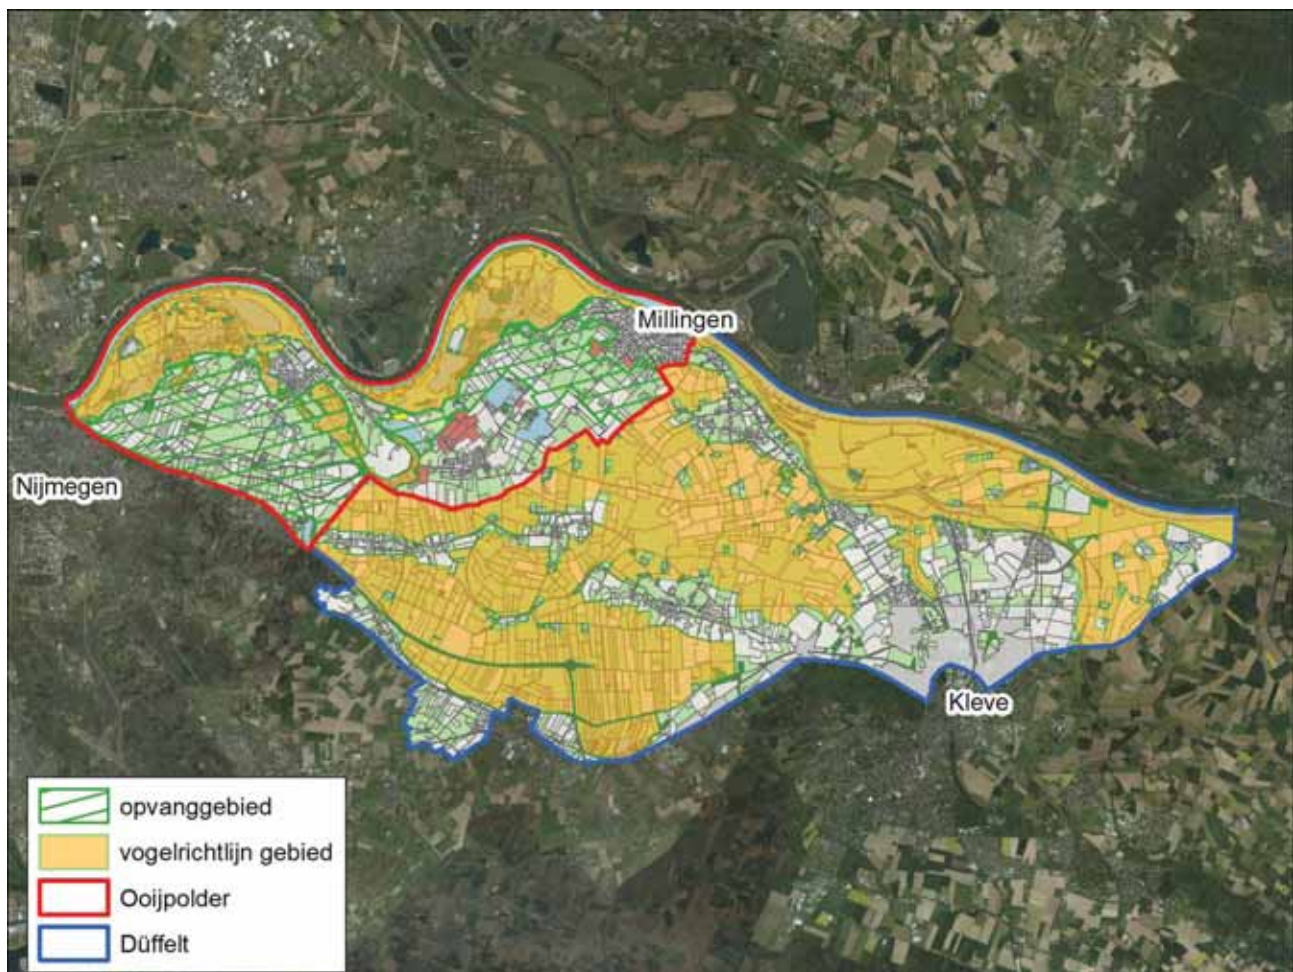 Millingen
Nijmegen
Kleve
opvanggebied
vogelrichtlijn gebied
Ooijpolder
Düffelt